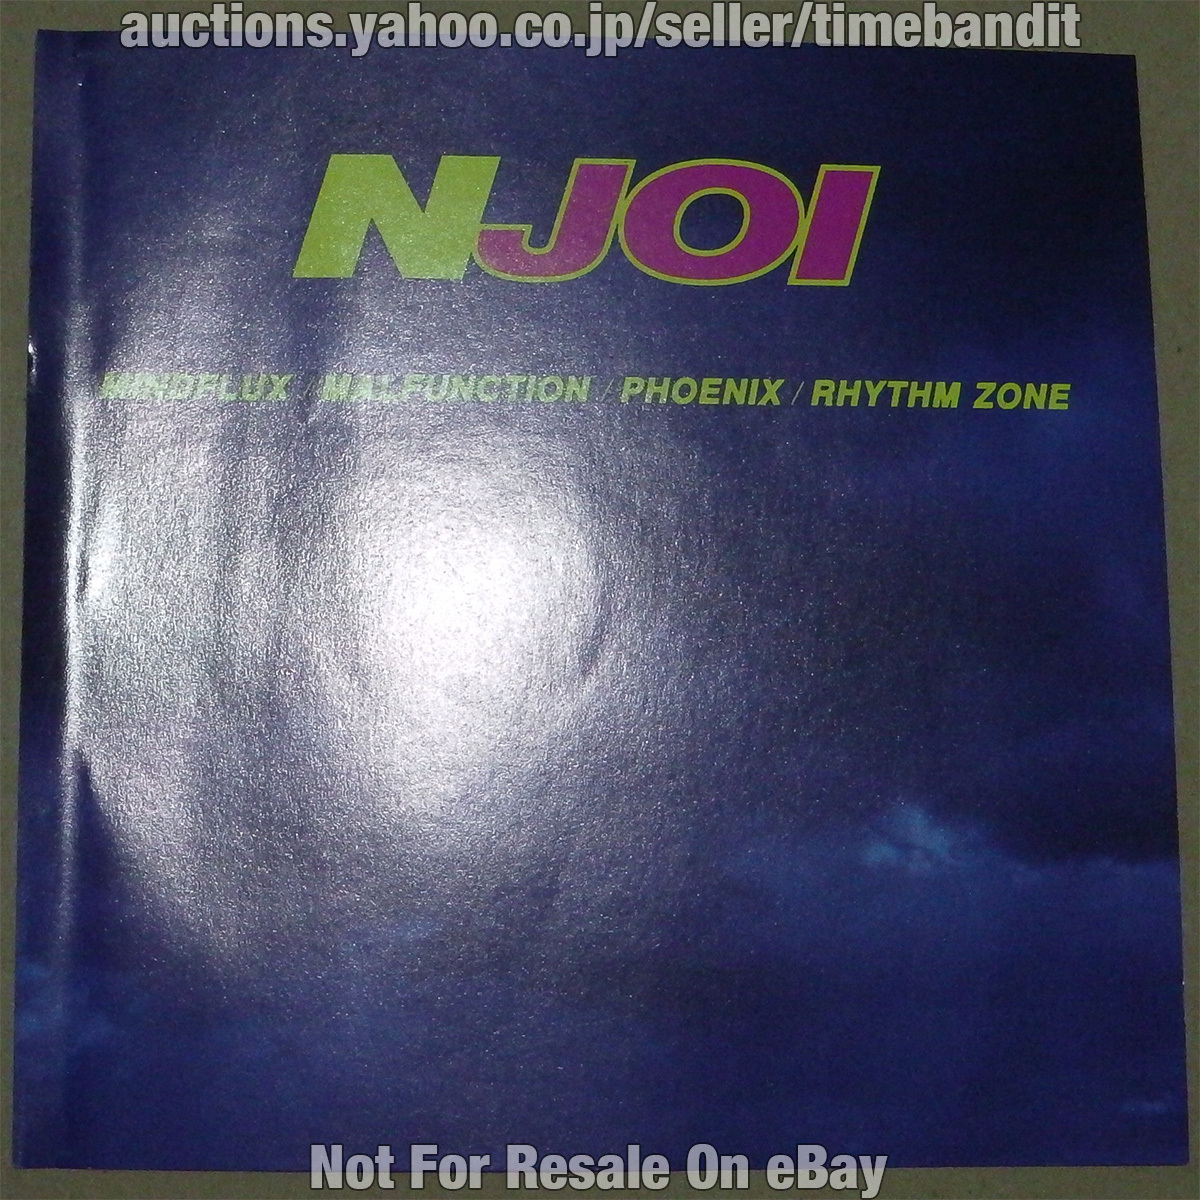 auctions.yahoo.co.jp/seller/timebandit
NJOI
MINDFLUX / MALFUNCTION / PHOENIX / RHYTHM ZONE
Not For Resale On eBay